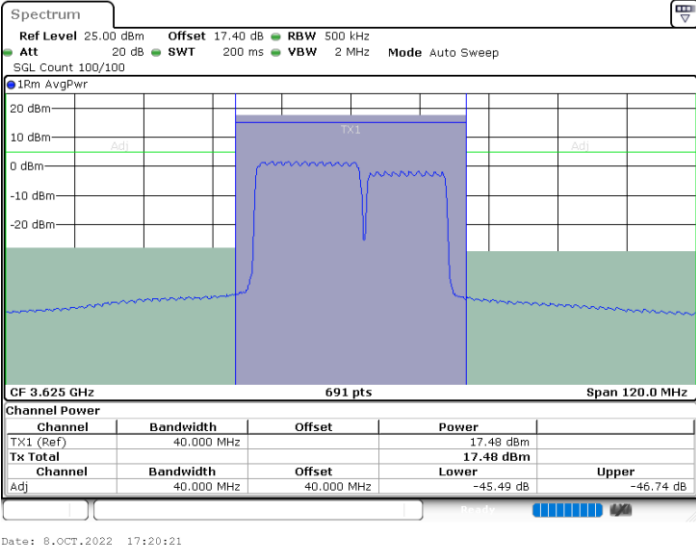 Spectrum
Ref Level 25.00 dBm Offset 17.40 dB RBW 500 kHz
Att 20 dB SWT 200 ms VBW 2 MHz Mode Auto Sweep
SGL Count 100/100
1Rm AvgPwr
20 dBm
TX1
10 dBm
Adj Adj
0 dBm
-10 dBm
-20 dBm
CF 3.625 GHz 691 pts Span 120.0 MHz
Channel Power
Channel Bandwidth Offset Power
TX1 (Ref) 40.000 MHz 17.48 dBm
Tx Total 17.48 dBm
Channel Bandwidth Offset Lower Upper
Adj 40.000 MHz 40.000 MHz -45.49 dB -46.74 dB
Ready
Date: 8.OCT.2022 17:20:21